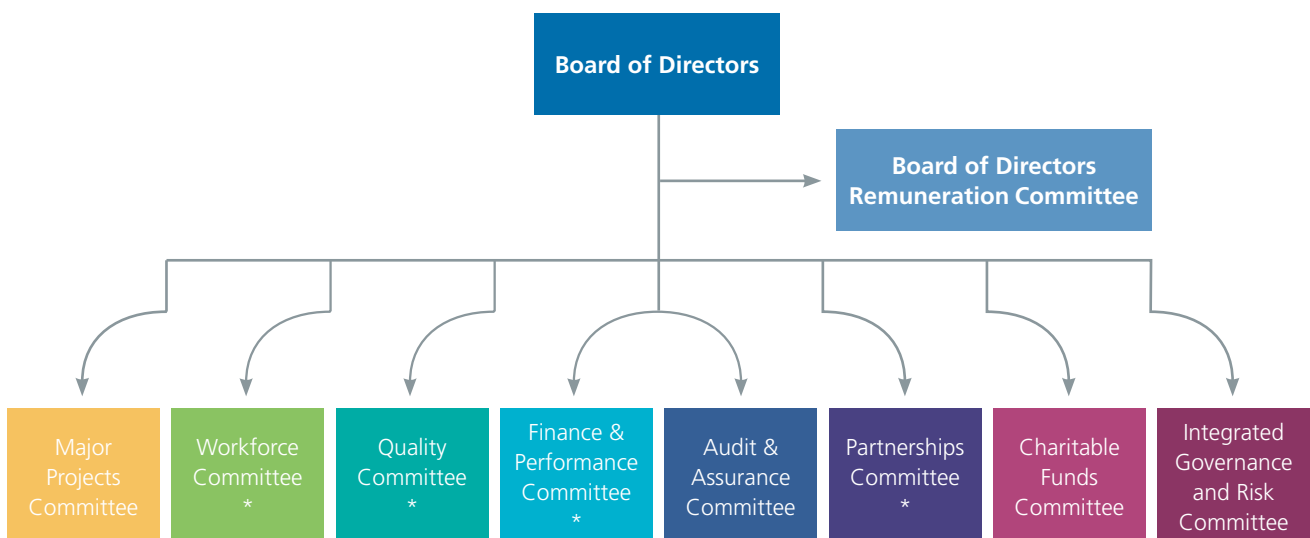 Board of Directors
Board of Directors
Remuneration Committee
Major
Projects
Committee
Workforce
Committee
*
Quality
Committee
*
Finance &
Performance
Committee
*
Audit &
Assurance
Committee
Partnerships
Committee
*
Charitable
Funds
Committee
Integrated
Governance
and Risk
Committee